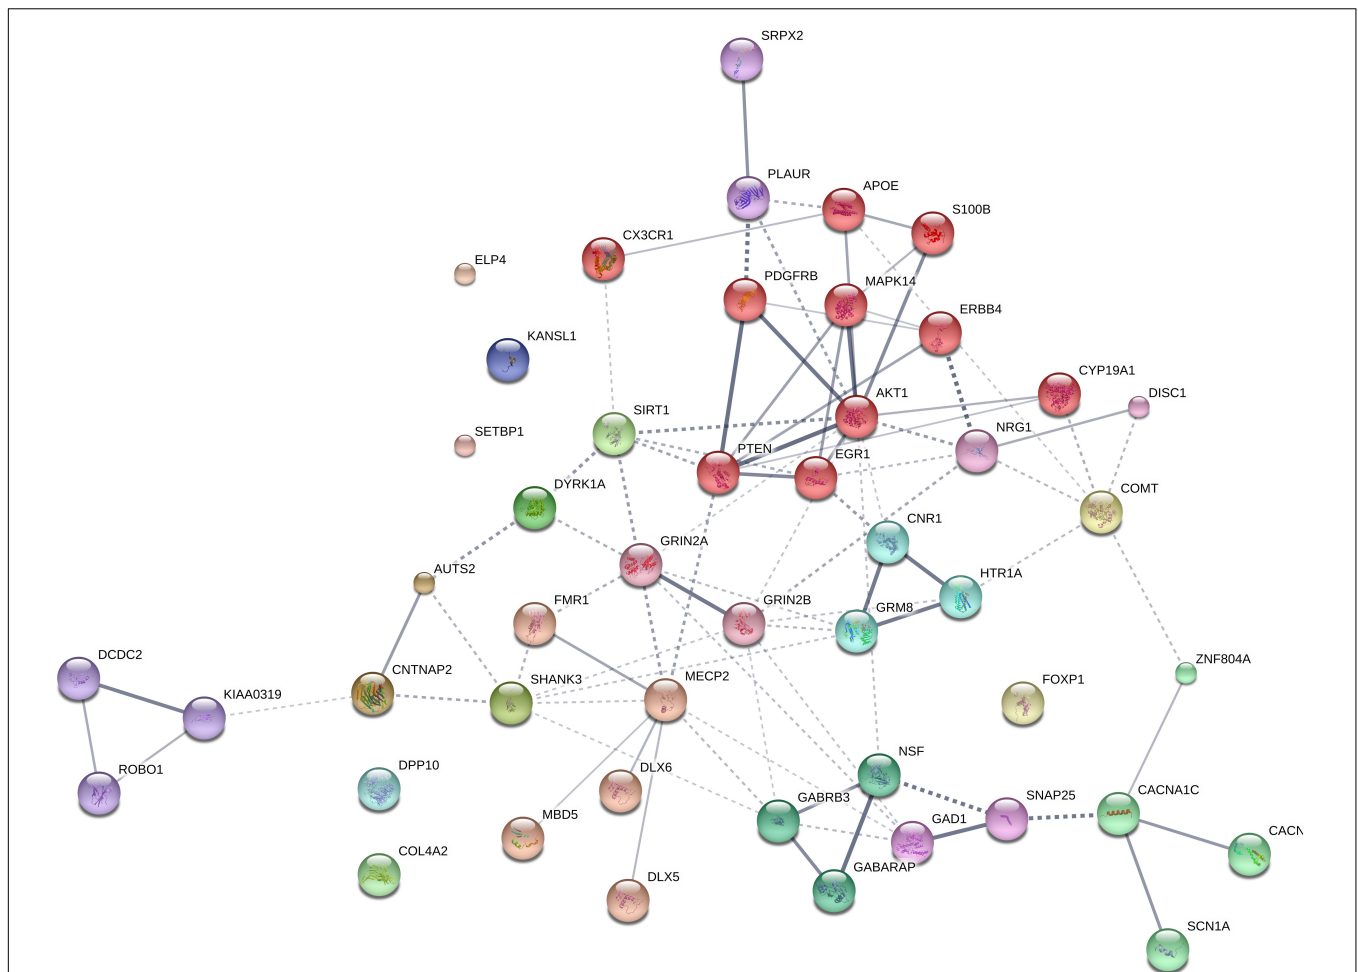 SRPX2
PLAUR
APOE
S100B
CX3CR1
ELP4
PDGFRB
MAPK14
ERBB4
KANSL1
CYP19A1
DISC1
AKT1
SIRT1
SETBP1
NRG1
PTEN
EGR1
DYRK1A
COMT
CNR1
GRIN2A
AUTS2
HTR1A
FMR1
GRIN2B
GRM8
DCDC2
ZNF804A
CNTNAP2
SHANK3
MECP2
FOXP1
KIAA0319
NSF
ROBO1
DPP10
DLX6
CACNA1C
SNAP25
GABRB3
MBD5
GAD1
CACN
COL4A2
GABARAP
DLX5
SCN1A